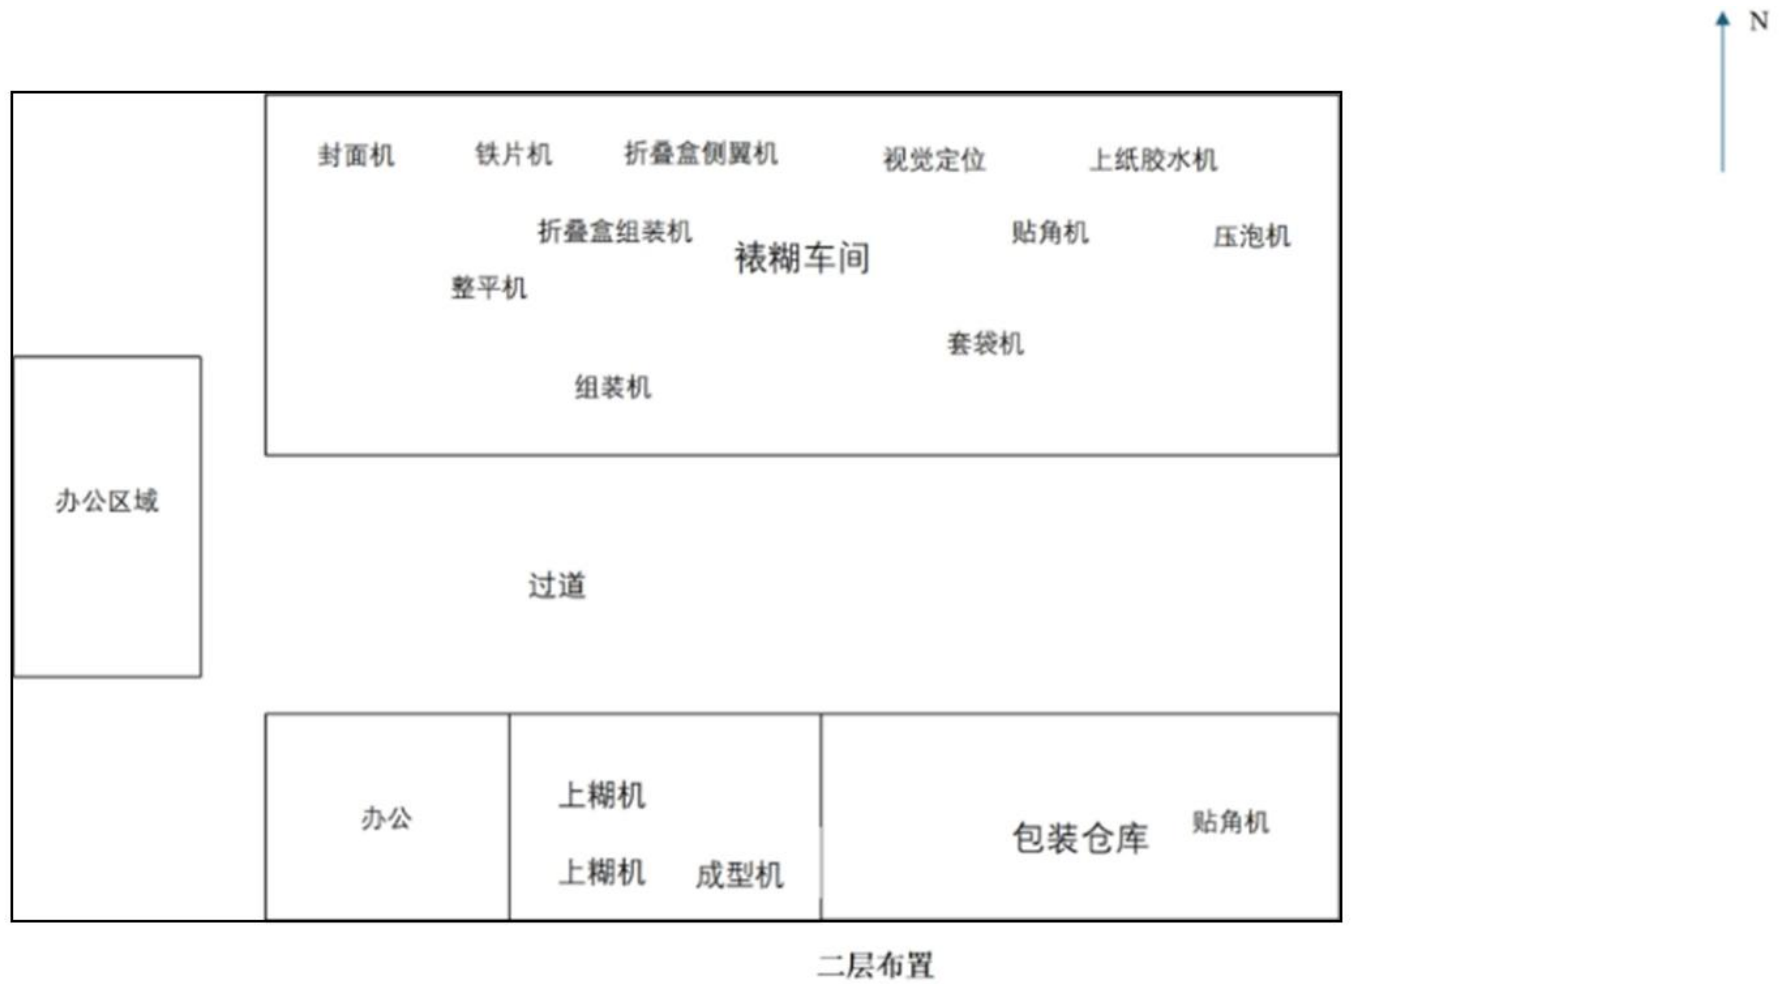 N
封面机
铁片机
折叠盒侧翼机
视觉定位
上纸胶水机
折叠盒组装机
裱糊车间
贴角机
压泡机
整平机
套袋机
组装机
办公区域
过道
办公
上糊机
上糊机
成型机
包装仓库
贴角机
二层布置